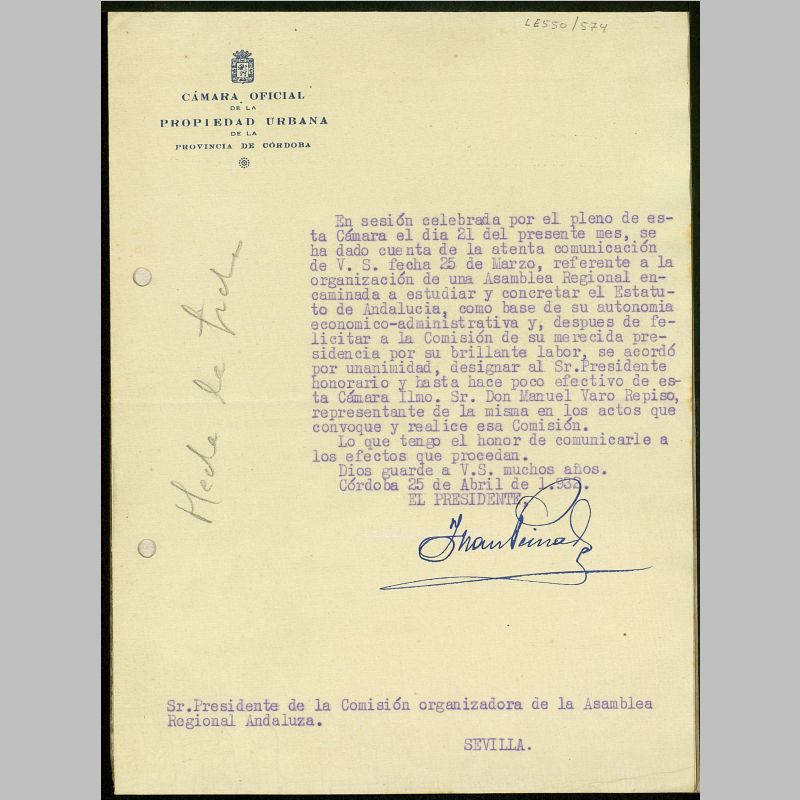 LE550/574
CÁMARA OFICIAL
DE LA
PROPIEDAD URBANA
DE LA
PROVINCIA DE CÓRDOBA
En sesión celebrada por el pleno de es-
ta Cámara el dia 21 del presente mes, se
ha dado cuenta de la atenta comunicación
de V. S. fecha 25 de Marzo, referente a la
organización de una Asamblea Regional en-
caminada a estudiar y concretar el Estatu-
to de Andalucia, como base de su autonomia
economico-administrativa y, despues de fe-
licitar a la Comisión de su merecida pre-
sidencia por su brillante labor, se acordó
por unanimidad, designar al Sr.Presidente
honorario y hasta hace poco efectivo de es-
ta Cámara Ilmo. Sr. Don Manuel Varo Repiso,
representante de la misma en los actos que
convoque y realice esa Comisión.
Lo que tengo el honor de comunicarle a
los efectos que procedan.
Dios guarde a V.S. muchos años.
Córdoba 25 de Abril de 1.932.
EL PRESIDENTE.
Sr.Presidente de la Comisión organizadora de la Asamblea
Regional Andaluza.
SEVILLA.